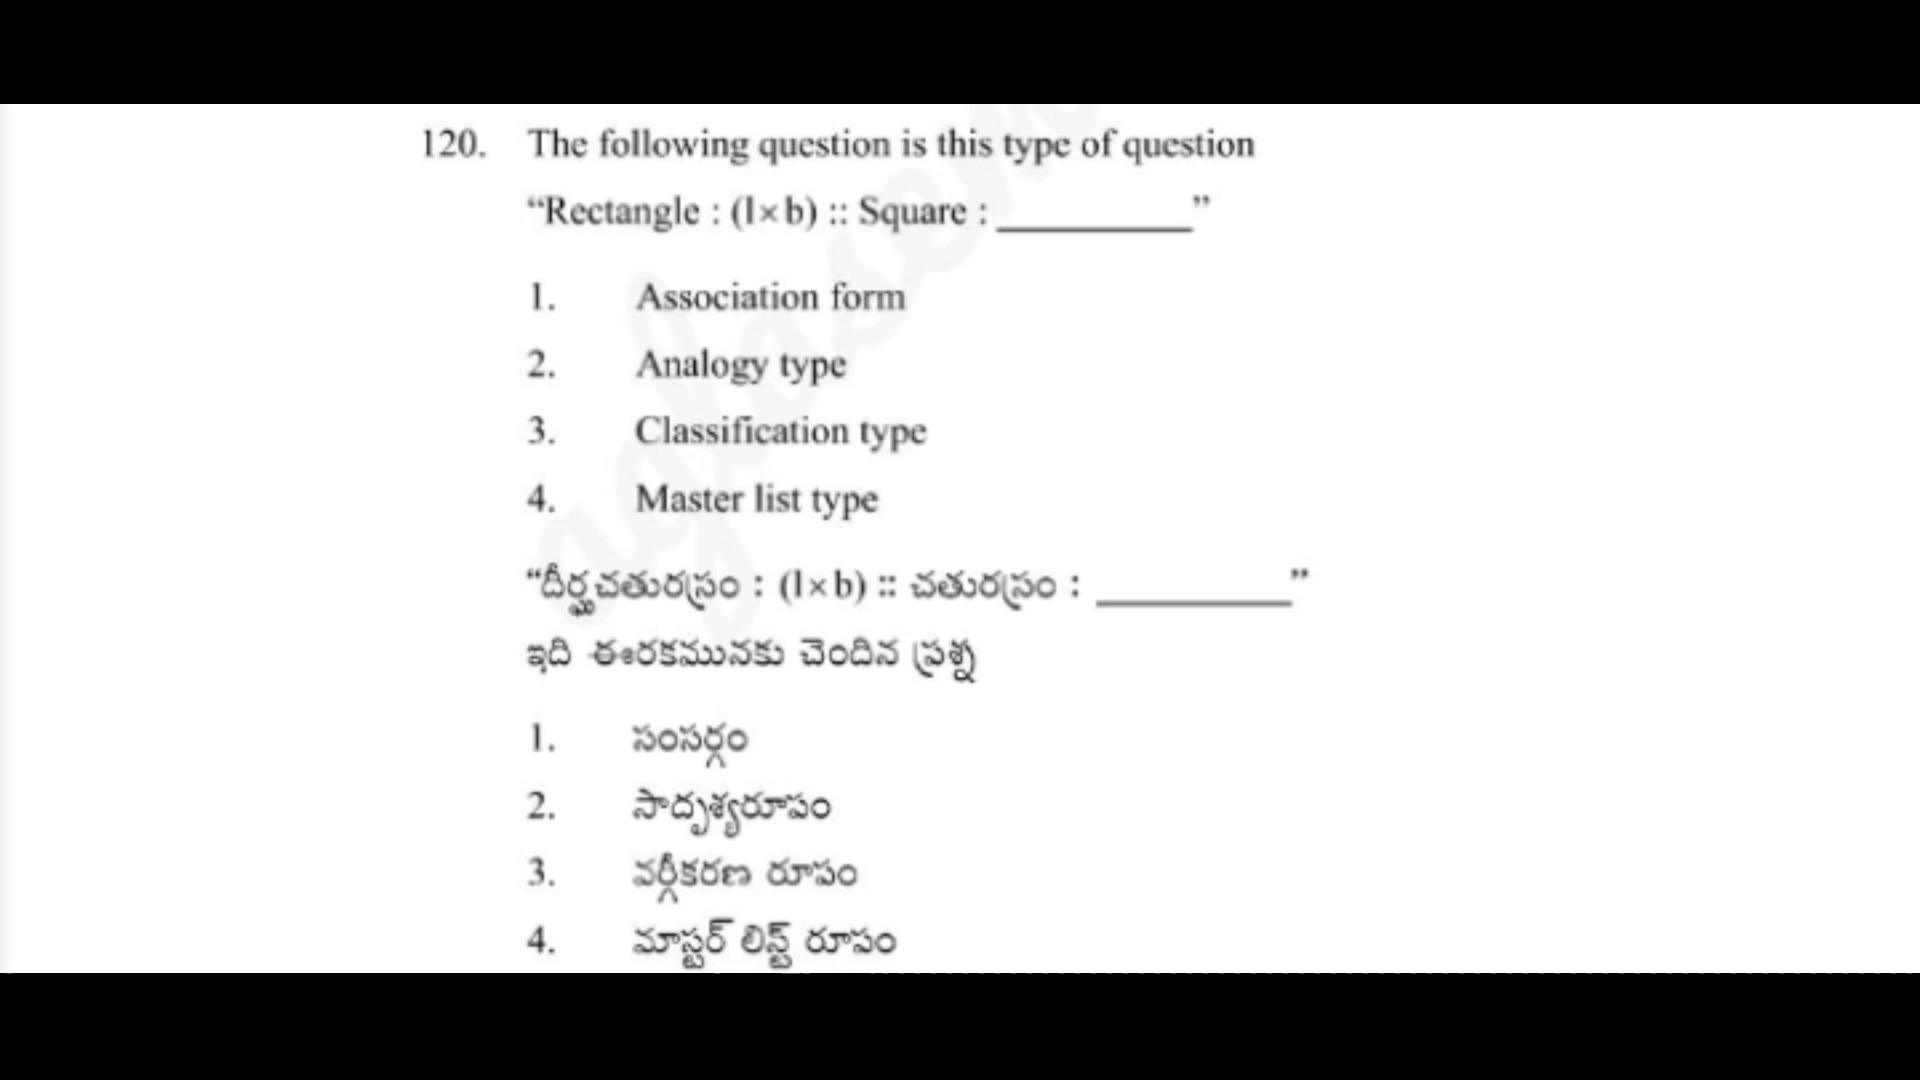 120. The following question is this type of question
“Rectangle : (l×b) :: Square : __________”
1. Association form
2. Analogy type
3. Classification type
4. Master list type
“దీర్ఘచతురస్రం : (l×b) :: చతురస్రం : __________”
ఇది ఈరకమునకు చెందిన ప్రశ్న
1. సంసర్గం
2. సాదృశ్యరూపం
3. వర్గీకరణ రూపం
4. మాస్టర్ లిస్ట్ రూపం